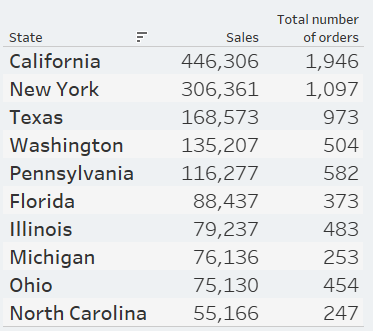 Total number
State Sales of orders
California 446,306 1,946
New York 306,361 1,097
Texas 168,573 973
Washington 135,207 504
Pennsylvania 116,277 582
Florida 88,437 373
Illinois 79,237 483
Michigan 76,136 253
Ohio 75,130 454
North Carolina 55,166 247